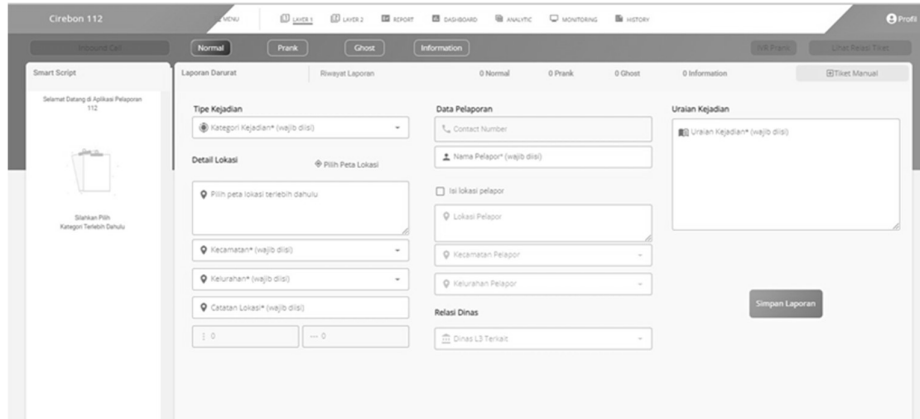 Cirebon 112
MENU
LAYER 1
LAYER 2
REPORT
DASHBOARD
ANALYTIC
MONITORING
HISTORY
Profil
Inbound Call
Normal
Prank
Ghost
Information
IVR Prank
Lihat Relasi Tiket
Smart Script
Laporan Darurat
Riwayat Laporan
0 Normal
0 Prank
0 Ghost
0 Information
Tiket Manual
Selamat Datang di Aplikasi Pelaporan
112
Silahkan Pilih
Kategori Terlebih Dahulu
Tipe Kejadian
Kategori Kejadian* (wajib diisi)
Detail Lokasi
Pilih Peta Lokasi
Pilih peta lokasi terlebih dahulu
Kecamatan* (wajib diisi)
Kelurahan* (wajib diisi)
Catatan Lokasi* (wajib diisi)
0
0
Data Pelaporan
Contact Number
Nama Pelapor* (wajib diisi)
Isi lokasi pelapor
Lokasi Pelapor
Kecamatan Pelapor
Kelurahan Pelapor
Relasi Dinas
Dinas L3 Terkait
Uraian Kejadian
Uraian Kejadian* (wajib diisi)
Simpan Laporan